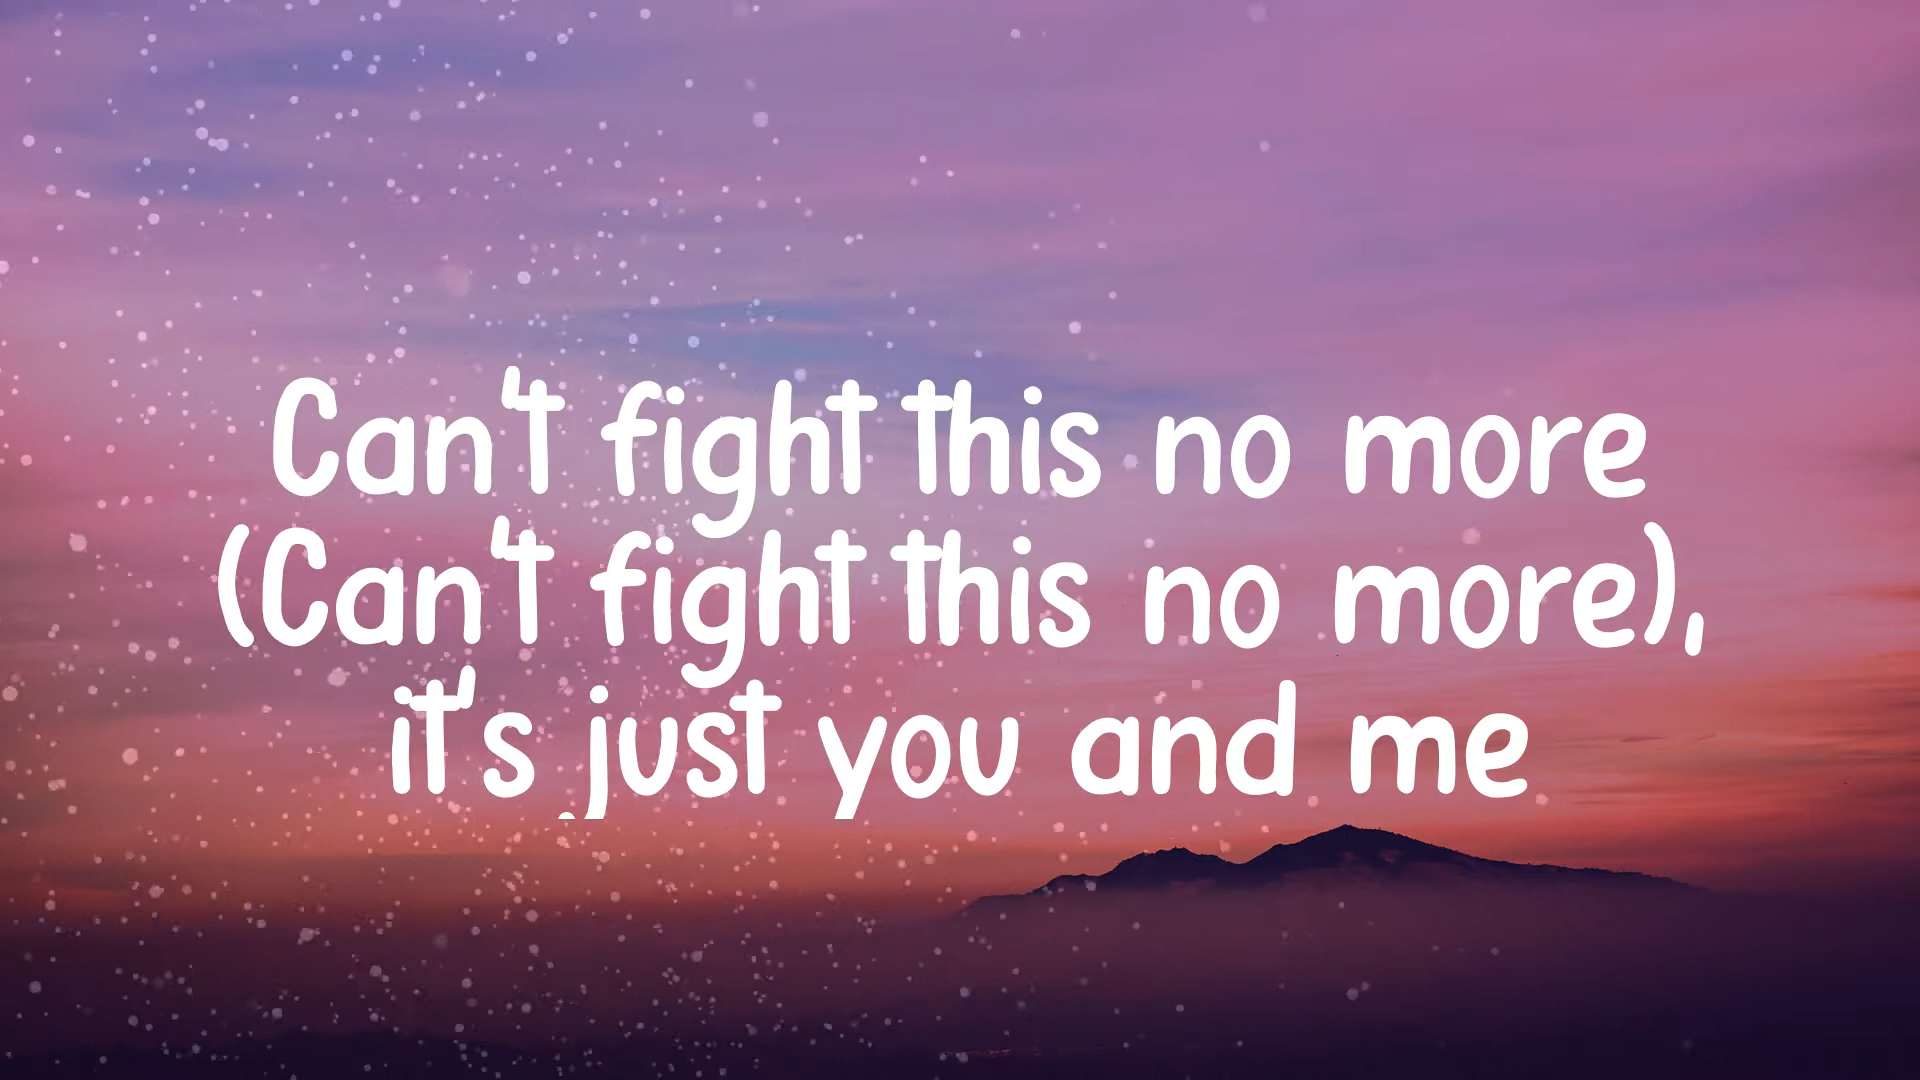 Can't fight this no more
(Can't fight this no more),
it's just you and me